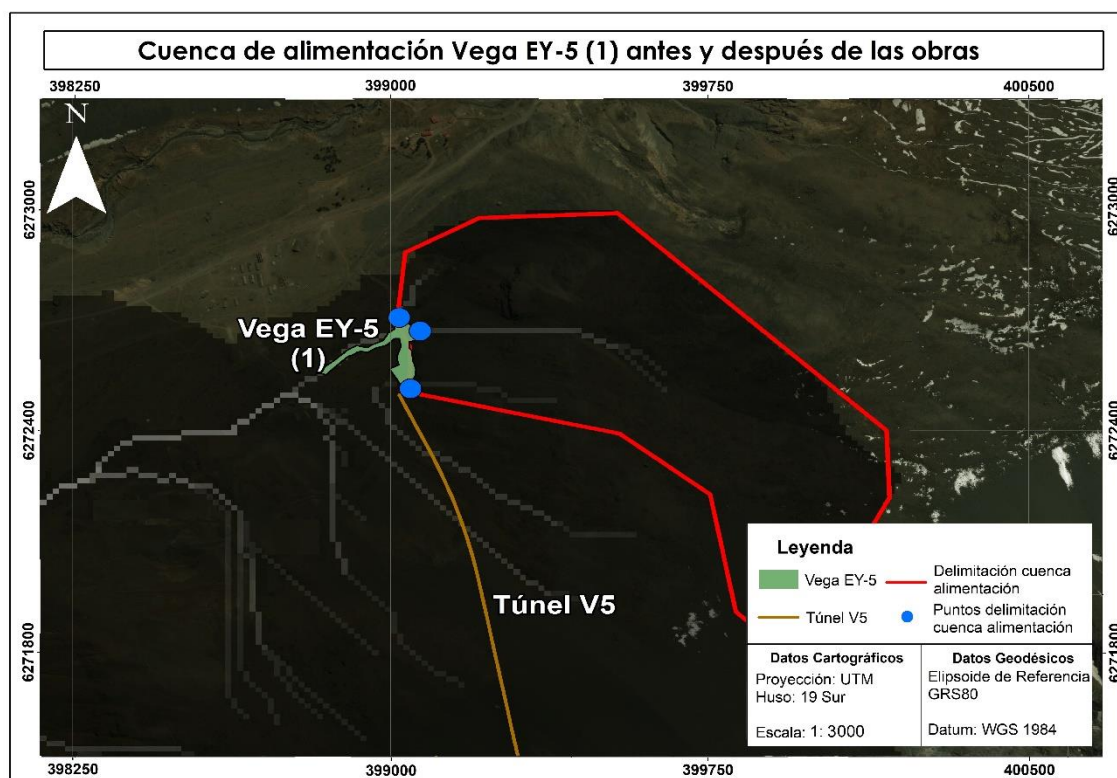 Cuenca de alimentación Vega EY-5 (1) antes y después de las obras
398250 399000 399750 400500
N
6273000 6273000
Vega EY-5
(1)
6272400 6272400
Túnel V5
6271800 6271800
Leyenda
Vega EY-5
Delimitación cuenca
alimentación
Túnel V5
Puntos delimitación
cuenca alimentación
Datos Cartográficos
Proyección: UTM
Huso: 19 Sur
Escala: 1: 3000
Datos Geodésicos
Elipsoide de Referencia
GRS80
Datum: WGS 1984
398250 399000 399750 400500